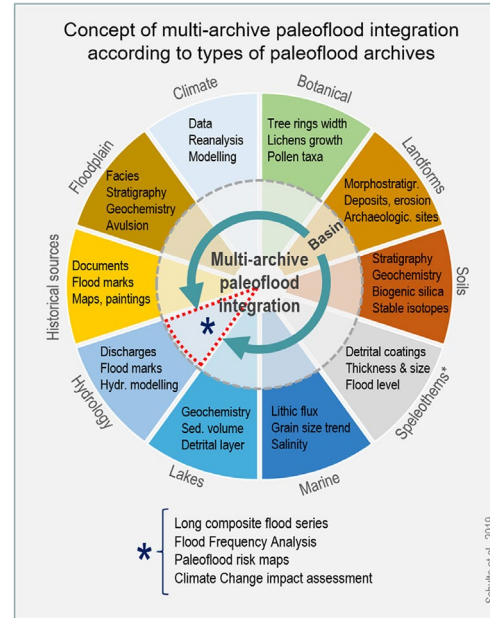 Concept of multi-archive paleoflood integration
according to types of paleoflood archives
Climate
Data
Reanalysis
Modelling
Botanical
Tree rings width
Lichens growth
Pollen taxa
Landforms
Morphostratigr.
Deposits, erosion
Archaeologic. sites
Soils
Stratigraphy
Geochemistry
Biogenic silica
Stable isotopes
Speleothems*
Detrital coatings
Thickness & size
Flood level
Marine
Lithic flux
Grain size trend
Salinity
Lakes
Geochemistry
Sed. volume
Detrital layer
Hydrology
Discharges
Flood marks
Hydr. modelling
Historical sources
Documents
Flood marks
Maps, paintings
Floodplain
Facies
Stratigraphy
Geochemistry
Avulsion
Basin
Multi-archive
paleoflood
integration
*
* Long composite flood series
Flood Frequency Analysis
Paleoflood risk maps
Climate Change impact assessment